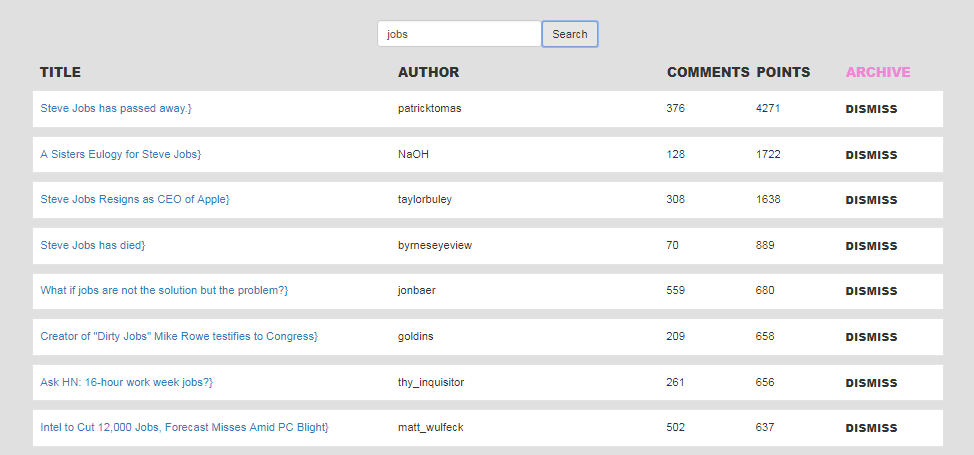 jobs Search
TITLE AUTHOR COMMENTS POINTS ARCHIVE
Steve Jobs has passed away.} patricktomas 376 4271 DISMISS
A Sisters Eulogy for Steve Jobs} NaOH 128 1722 DISMISS
Steve Jobs Resigns as CEO of Apple} taylorbuley 308 1638 DISMISS
Steve Jobs has died} byrneseyeview 70 889 DISMISS
What if jobs are not the solution but the problem?} jonbaer 559 680 DISMISS
Creator of "Dirty Jobs" Mike Rowe testifies to Congress} goldins 209 658 DISMISS
Ask HN: 16-hour work week jobs?} thy_inquisitor 261 656 DISMISS
Intel to Cut 12,000 Jobs, Forecast Misses Amid PC Blight} matt_wulfeck 502 637 DISMISS